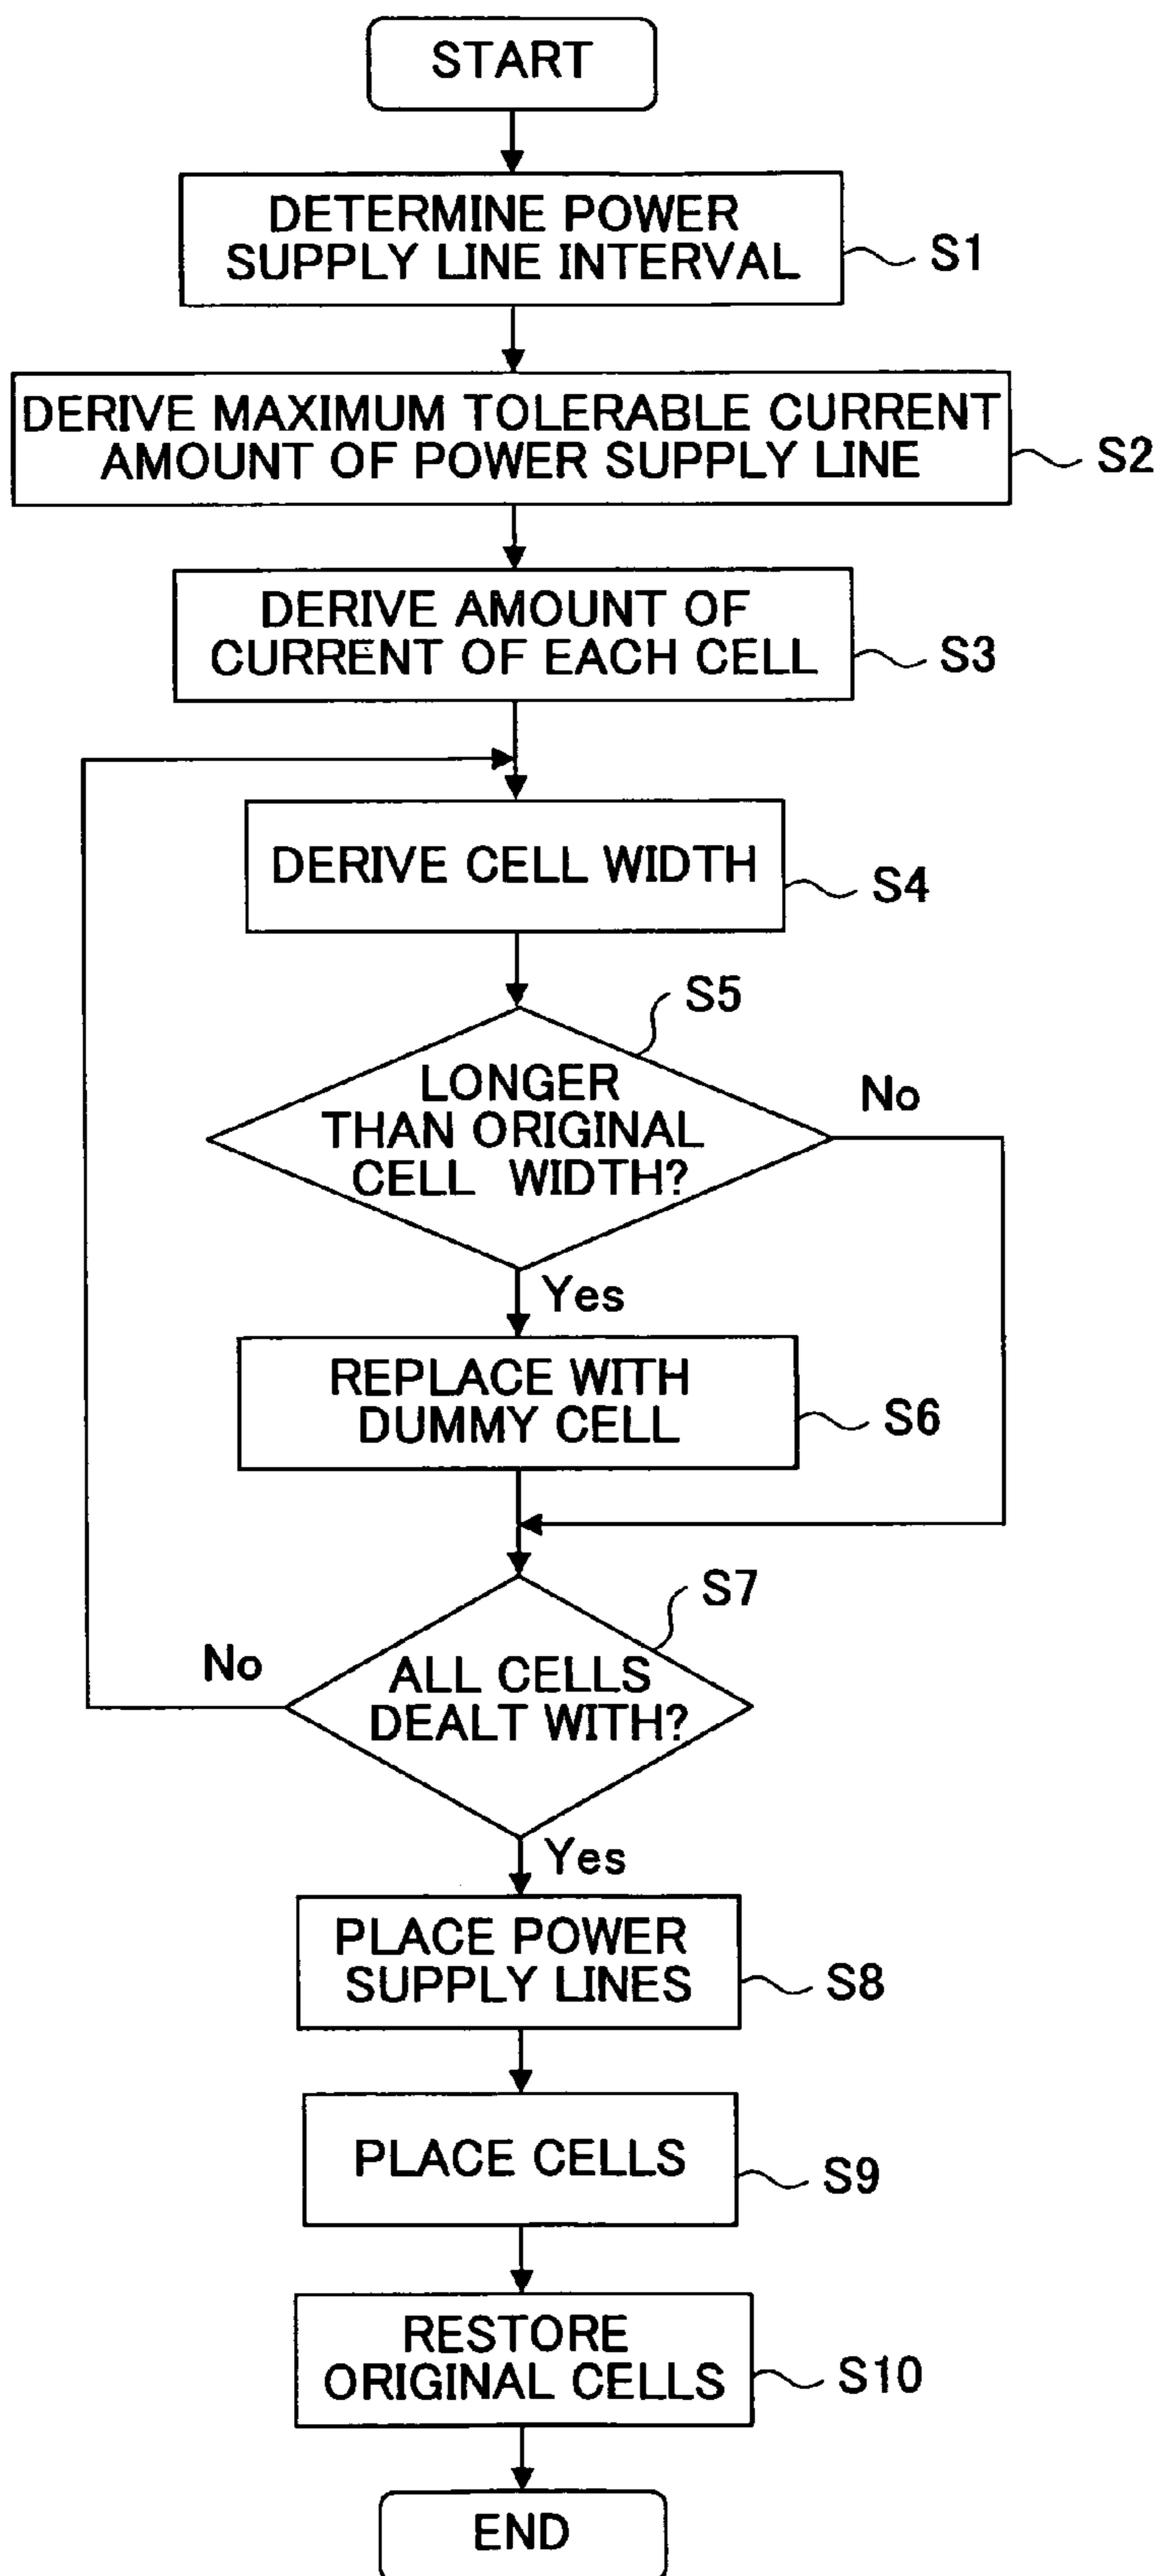 START
DETERMINE POWER
SUPPLY LINE INTERVAL
S1
DERIVE MAXIMUM TOLERABLE CURRENT
AMOUNT OF POWER SUPPLY LINE
S2
DERIVE AMOUNT OF
CURRENT OF EACH CELL
S3
DERIVE CELL WIDTH
S4
S5
LONGER
THAN ORIGINAL
CELL WIDTH?
No
Yes
REPLACE WITH
DUMMY CELL
S6
S7
ALL CELLS
DEALT WITH?
No
Yes
PLACE POWER
SUPPLY LINES
S8
PLACE CELLS
S9
RESTORE
ORIGINAL CELLS
S10
END